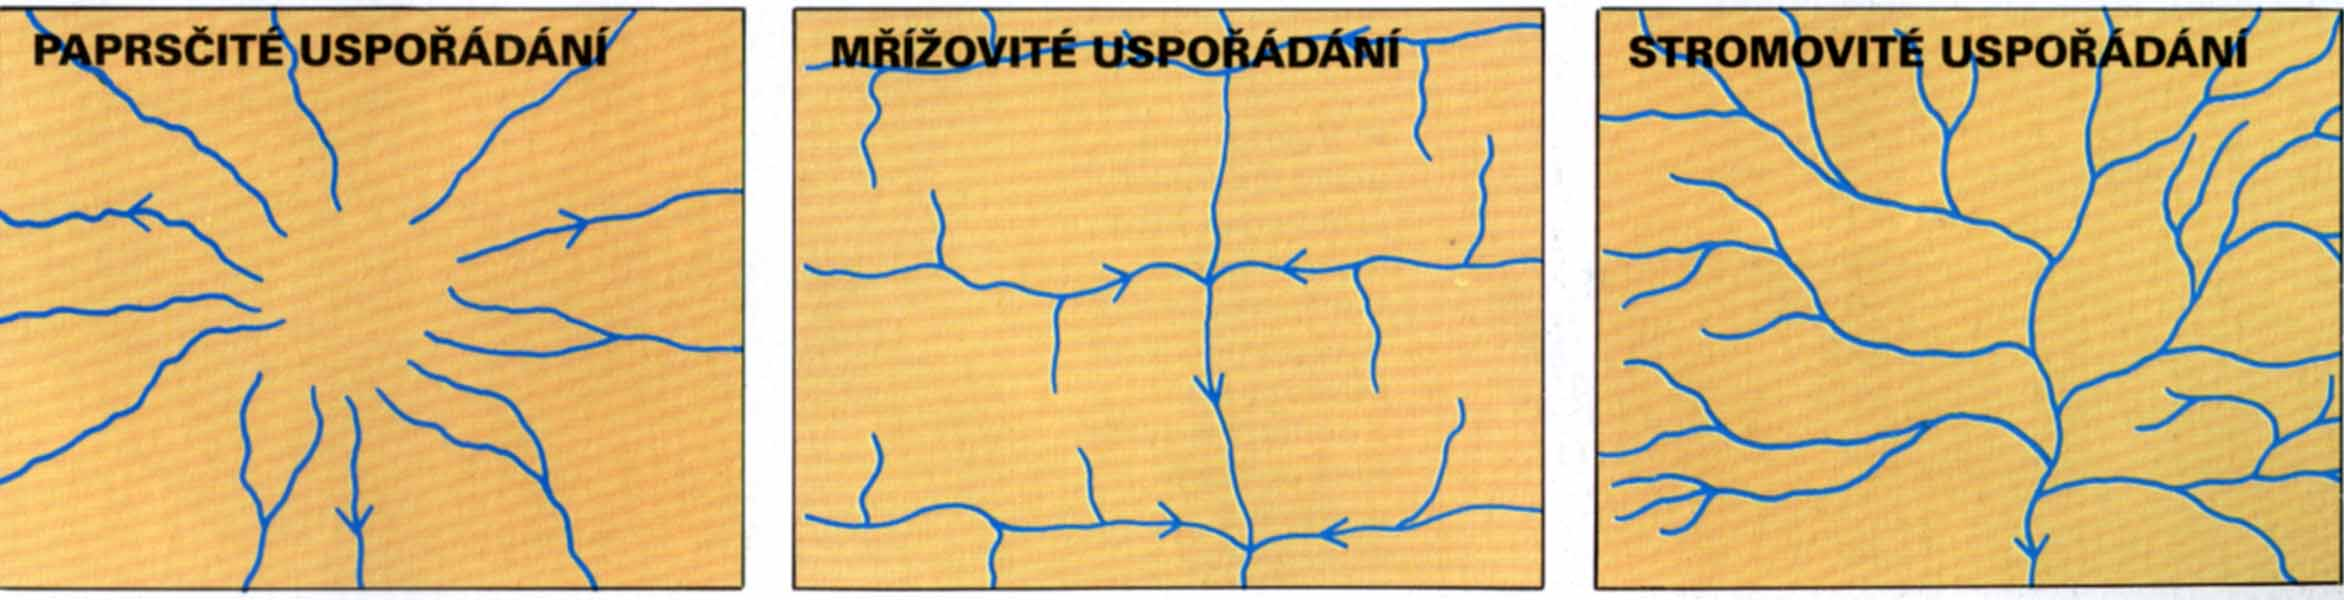 PAPRSČITÉ USPOŘÁDÁNÍ
MŘÍŽOVITÉ USPOŘÁDÁNÍ
STROMOVITÉ USPOŘÁDÁNÍ